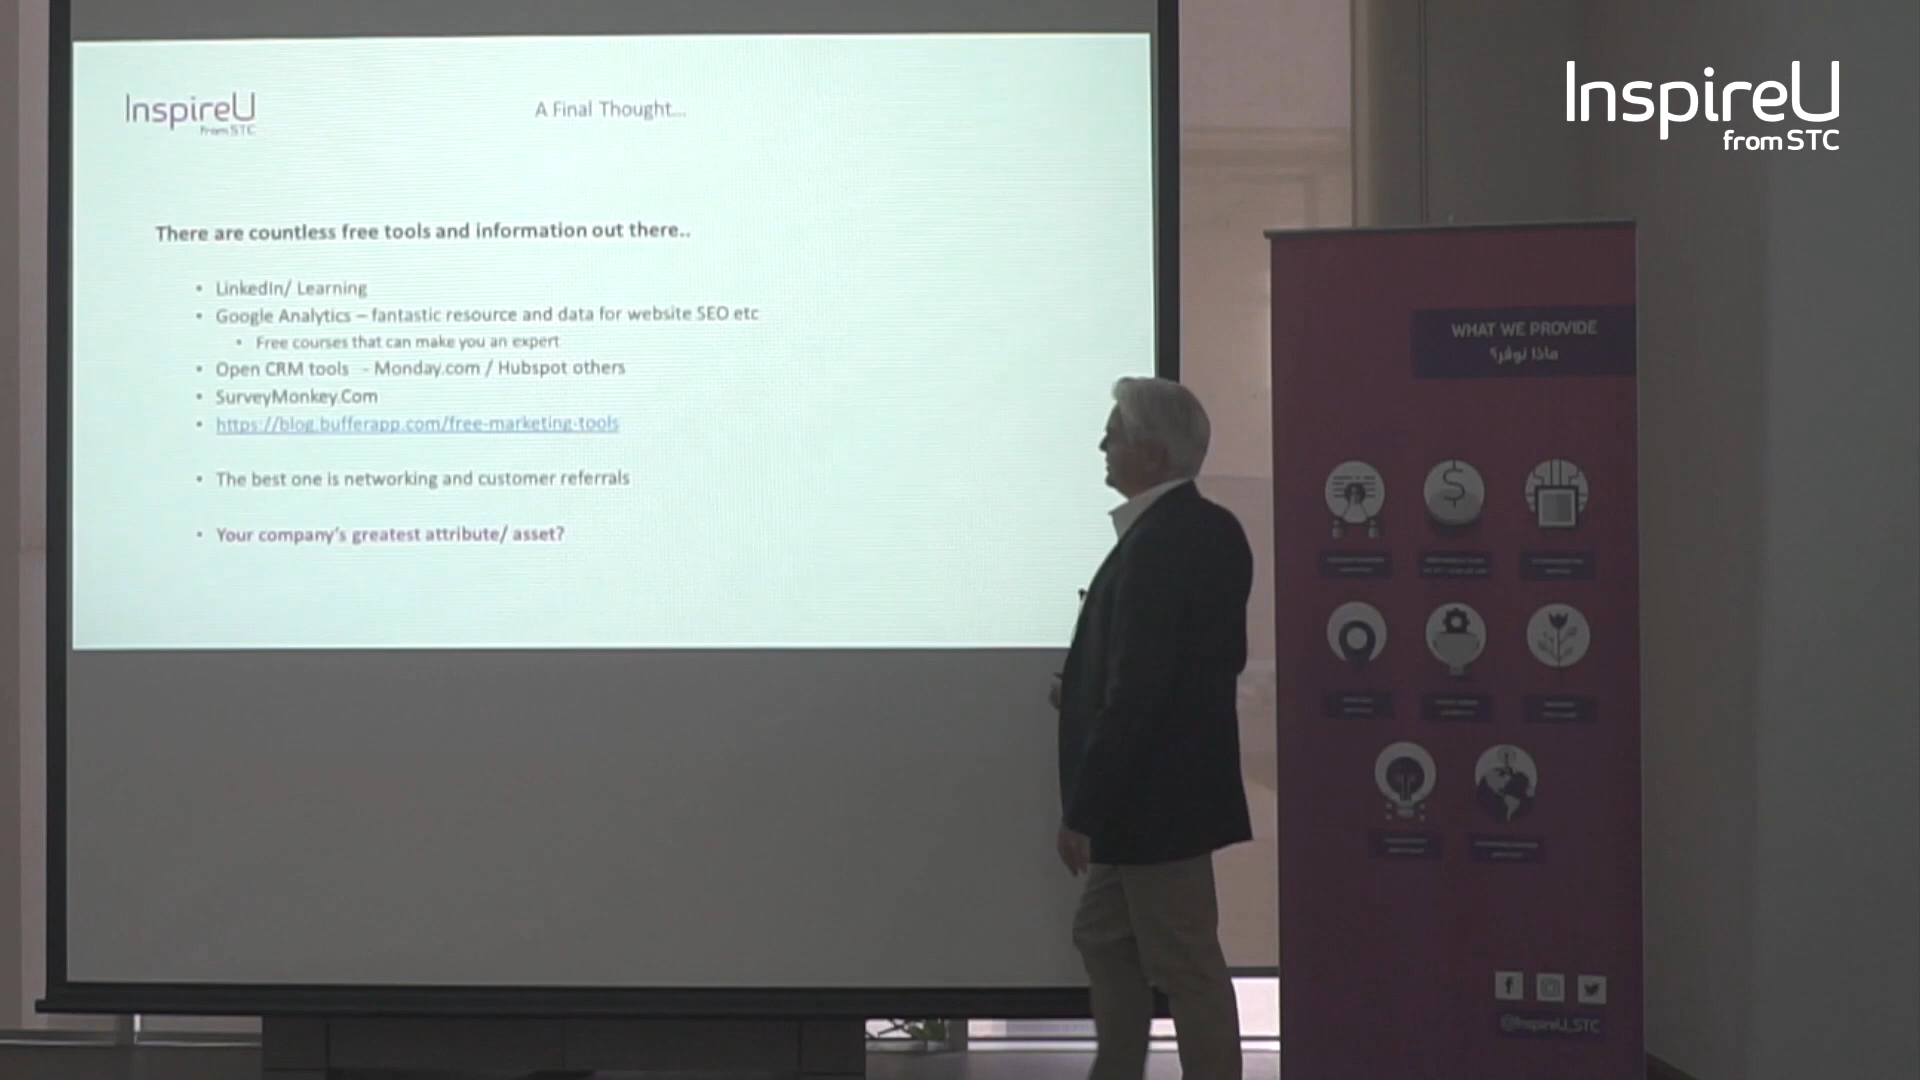 InspireU
from STC
A Final Thought...
There are countless free tools and information out there..
• LinkedIn/ Learning
• Google Analytics – fantastic resource and data for website SEO etc
• Free courses that can make you an expert
• Open CRM tools - Monday.com / Hubspot others
• SurveyMonkey.Com
• https://blog.bufferapp.com/free-marketing-tools
• The best one is networking and customer referrals
• Your company's greatest attribute/ asset?
InspireU
from STC
WHAT WE PROVIDE
ماذا نوفر؟
@InspireU_STC